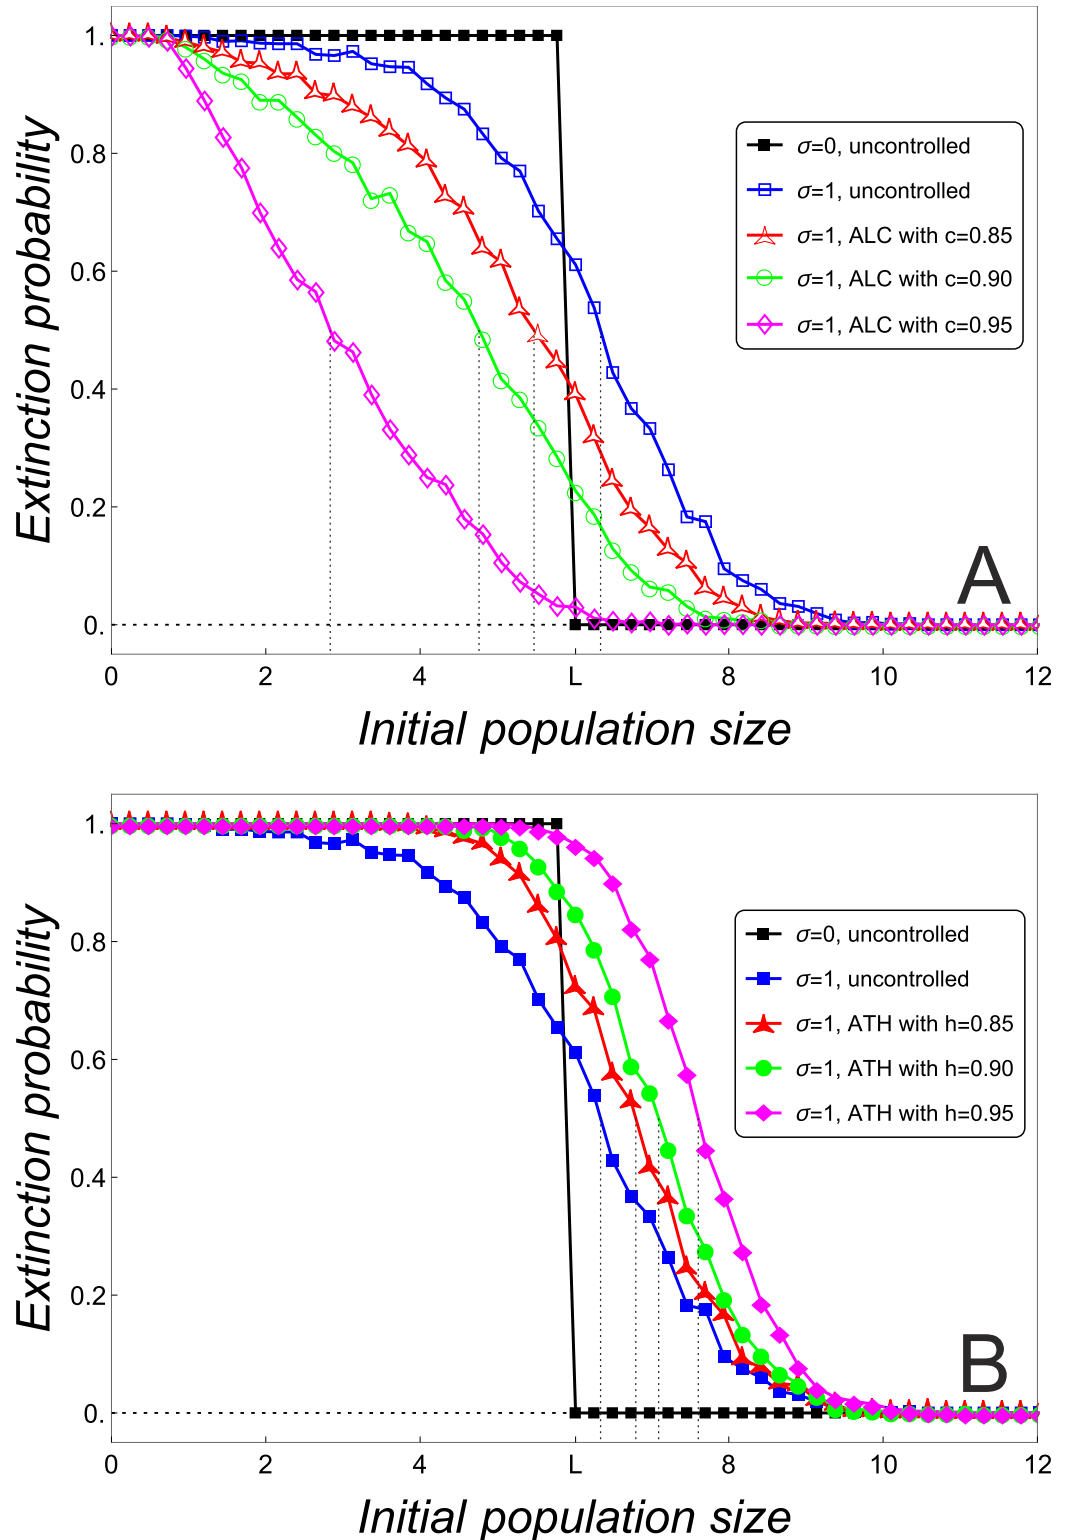 1.
0.8
0.6
0.4
0.2
0.
Extinction probability
σ=0, uncontrolled
σ=1, uncontrolled
σ=1, ALC with c=0.85
σ=1, ALC with c=0.90
σ=1, ALC with c=0.95
A
0 2 4 L 8 10 12
Initial population size
1.
0.8
0.6
0.4
0.2
0.
Extinction probability
σ=0, uncontrolled
σ=1, uncontrolled
σ=1, ATH with h=0.85
σ=1, ATH with h=0.90
σ=1, ATH with h=0.95
B
0 2 4 L 8 10 12
Initial population size